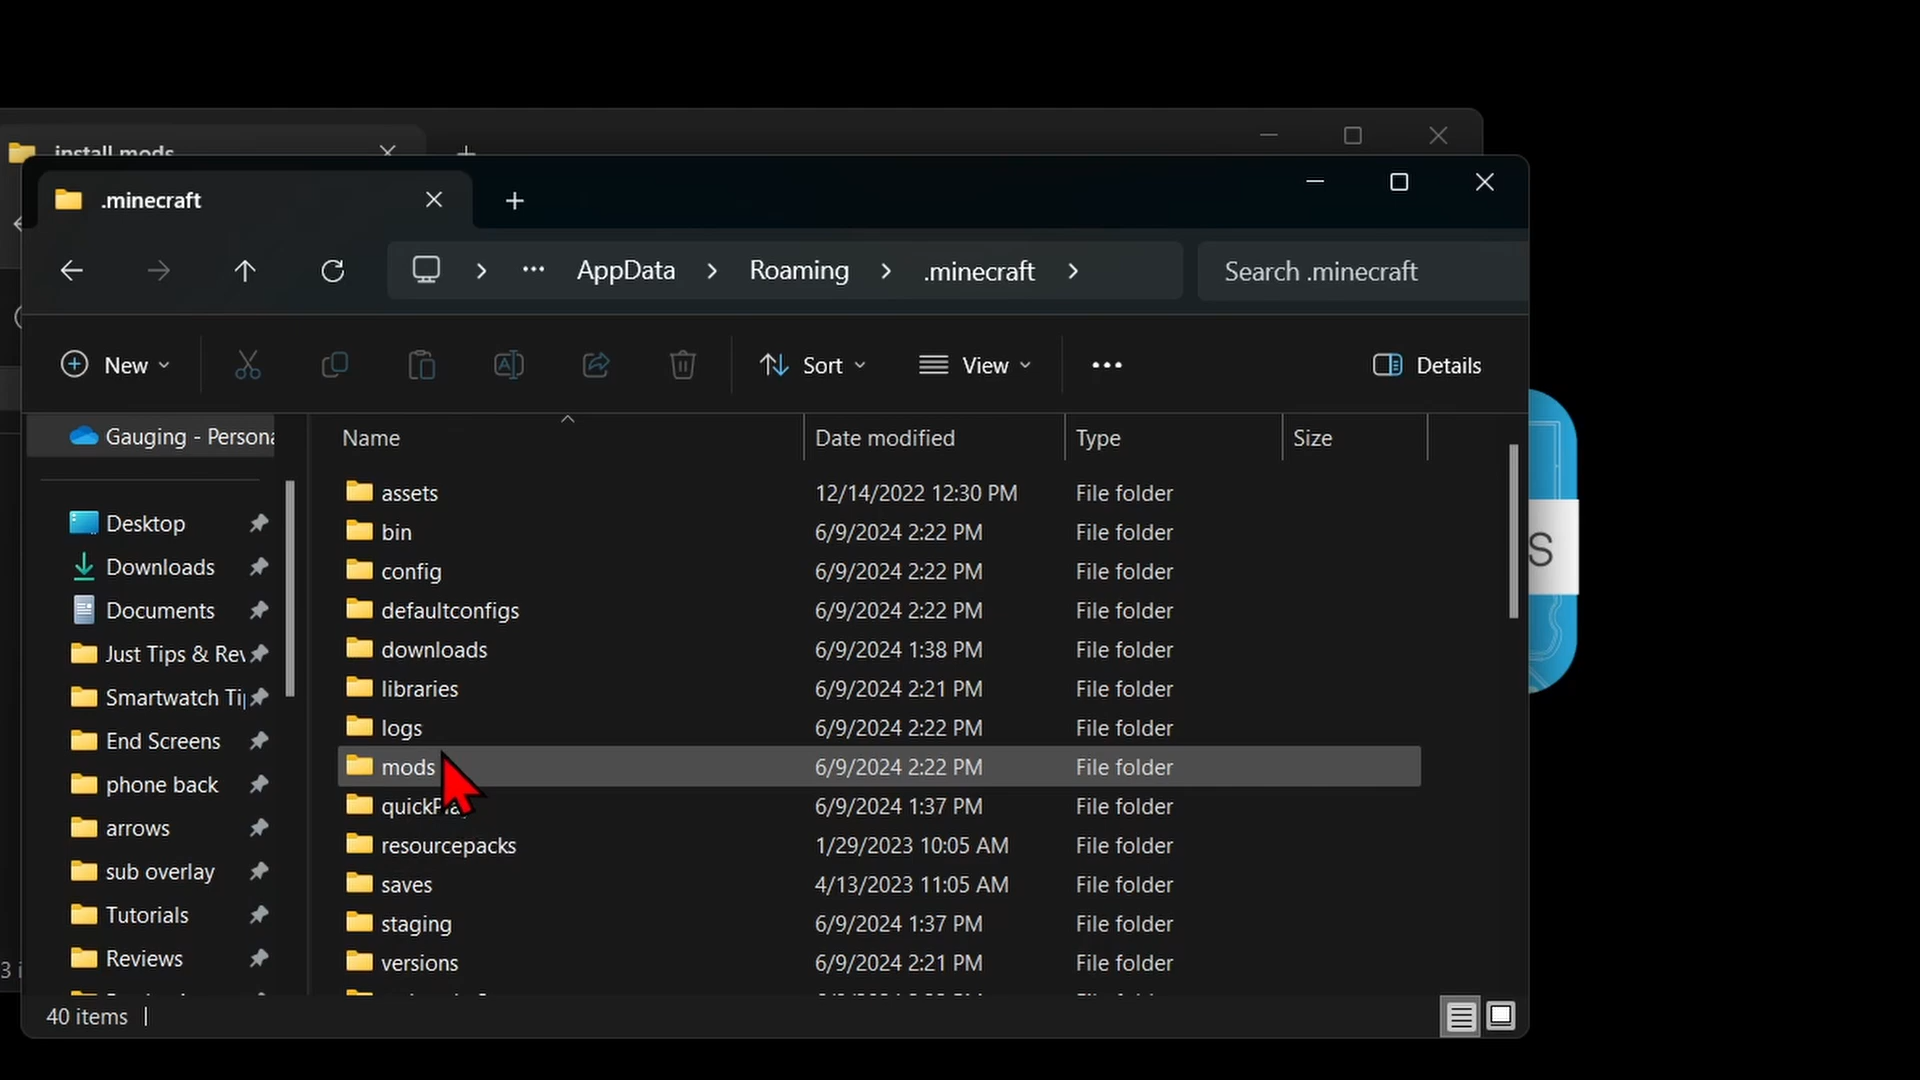 install mods
.minecraft
AppData Roaming .minecraft
Search .minecraft
New
Sort
View
Details
Gauging - Persona
Name
Date modified
Type
Size
Desktop
Downloads
Documents
Just Tips & Rev
Smartwatch Ti
End Screens
phone back
arrows
sub overlay
Tutorials
Reviews
assets 12/14/2022 12:30 PM File folder
bin 6/9/2024 2:22 PM File folder
config 6/9/2024 2:22 PM File folder
defaultconfigs 6/9/2024 2:22 PM File folder
downloads 6/9/2024 1:38 PM File folder
libraries 6/9/2024 2:21 PM File folder
logs 6/9/2024 2:22 PM File folder
mods 6/9/2024 2:22 PM File folder
quickPlay 6/9/2024 1:37 PM File folder
resourcepacks 1/29/2023 10:05 AM File folder
saves 4/13/2023 11:05 AM File folder
staging 6/9/2024 1:37 PM File folder
versions 6/9/2024 2:21 PM File folder
40 items
3 i
S